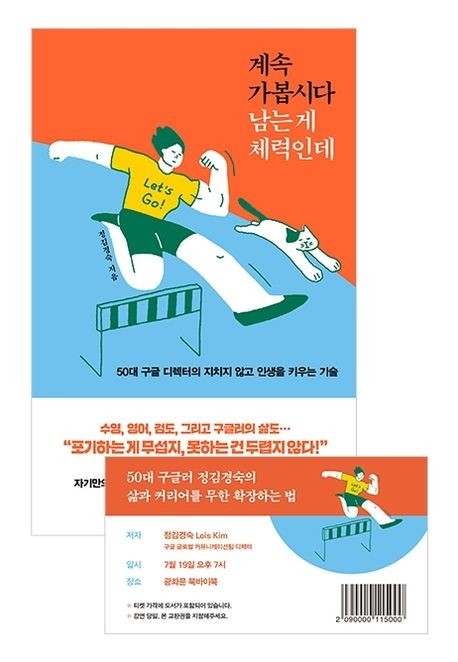 계속
가봅시다
남는 게
체력인데
Let's
Go!
정김경숙 지음
50대 구글 디렉터의 지치지 않고 인생을 키우는 기술
수영, 영어, 검도, 그리고 구글러의 삶도…
“포기하는 게 무섭지, 못하는 건 두렵지 않다!”
자기만의
50대 구글러 정김경숙의
삶과 커리어를 무한 확장하는 법
Let's
Go!
저자 정김경숙 Lois Kim
구글 글로벌 커뮤니케이션팀 디렉터
일시 7월 19일 오후 7시
장소 광화문 북바이북
* 티켓 가격에 도서가 포함되어 있습니다.
* 강연 당일, 본 교환권을 지참해주세요.
2 090000 115000